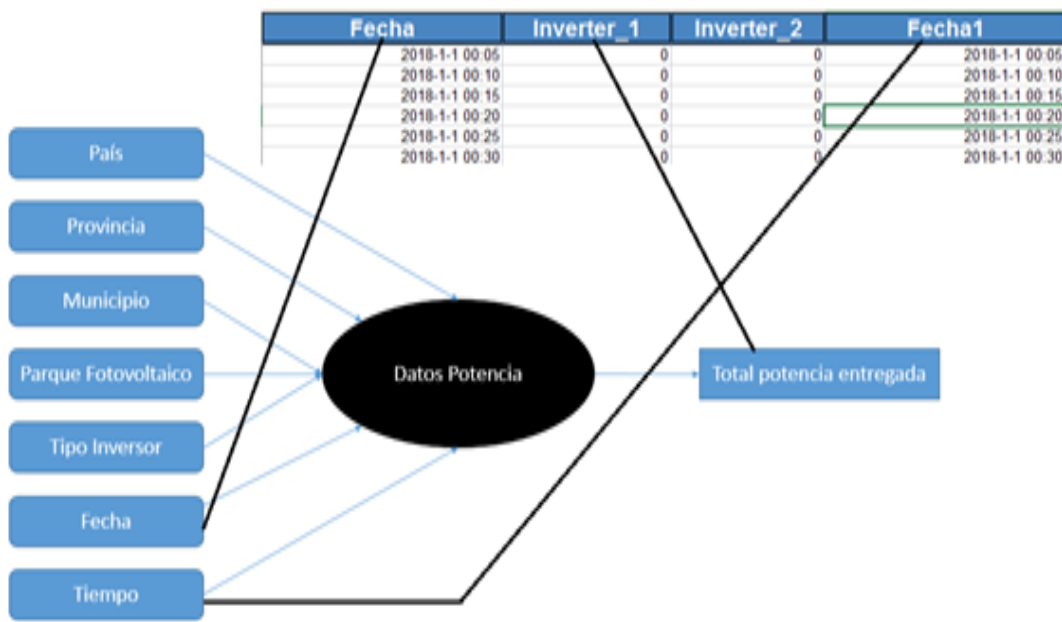 Fecha Inverter_1 Inverter_2 Fecha1
2018-1-1 00:05 0 0 2018-1-1 00:05
2018-1-1 00:10 0 0 2018-1-1 00:10
2018-1-1 00:15 0 0 2018-1-1 00:15
2018-1-1 00:20 0 0 2018-1-1 00:20
2018-1-1 00:25 0 0 2018-1-1 00:25
2018-1-1 00:30 0 0 2018-1-1 00:30
País
Provincia
Municipio
Parque Fotovoltaico
Tipo Inversor
Fecha
Tiempo
Datos Potencia
Total potencia entregada